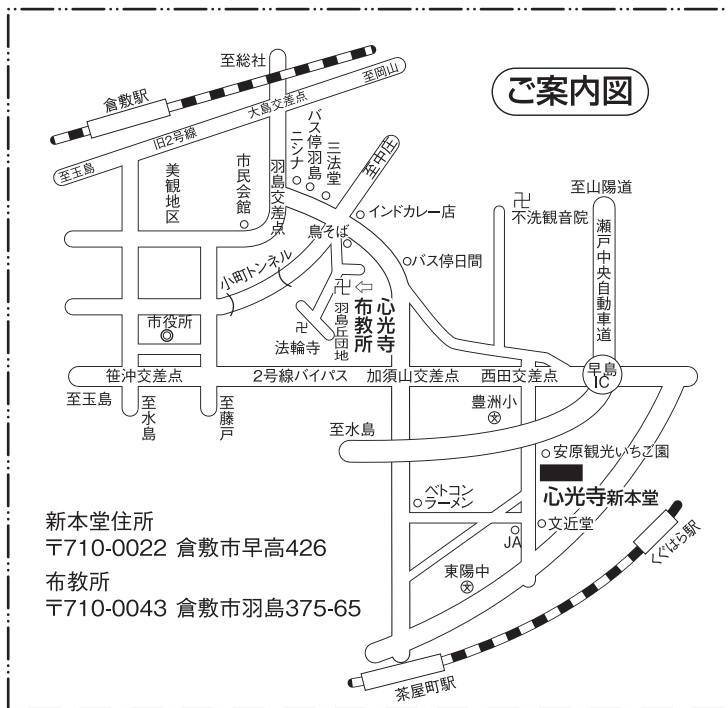 ご案内図
至総社
至岡山
倉敷駅
大島交差点
旧2号線
至玉島
美観地区
市民会館
羽島交差点
ニシナ
バス停羽島
三法堂
至中庄
インドカレー店
鳥そば
バス停日間
卍
不洗観音院
至山陽道
瀬戸中央自動車道
小町トンネル
卍⇦
心光寺
布教所
羽島丘団地
卍
法輪寺
市役所
笹沖交差点
2号線バイパス
加須山交差点
西田交差点
早島
IC
至玉島
至水島
至藤戸
至水島
豊洲小
安原観光いちご園
心光寺新本堂
ベトコン
ラーメン
文近堂
JA
東陽中
くぐはら駅
茶屋町駅
新本堂住所
〒710-0022 倉敷市早高426
布教所
〒710-0043 倉敷市羽島375-65